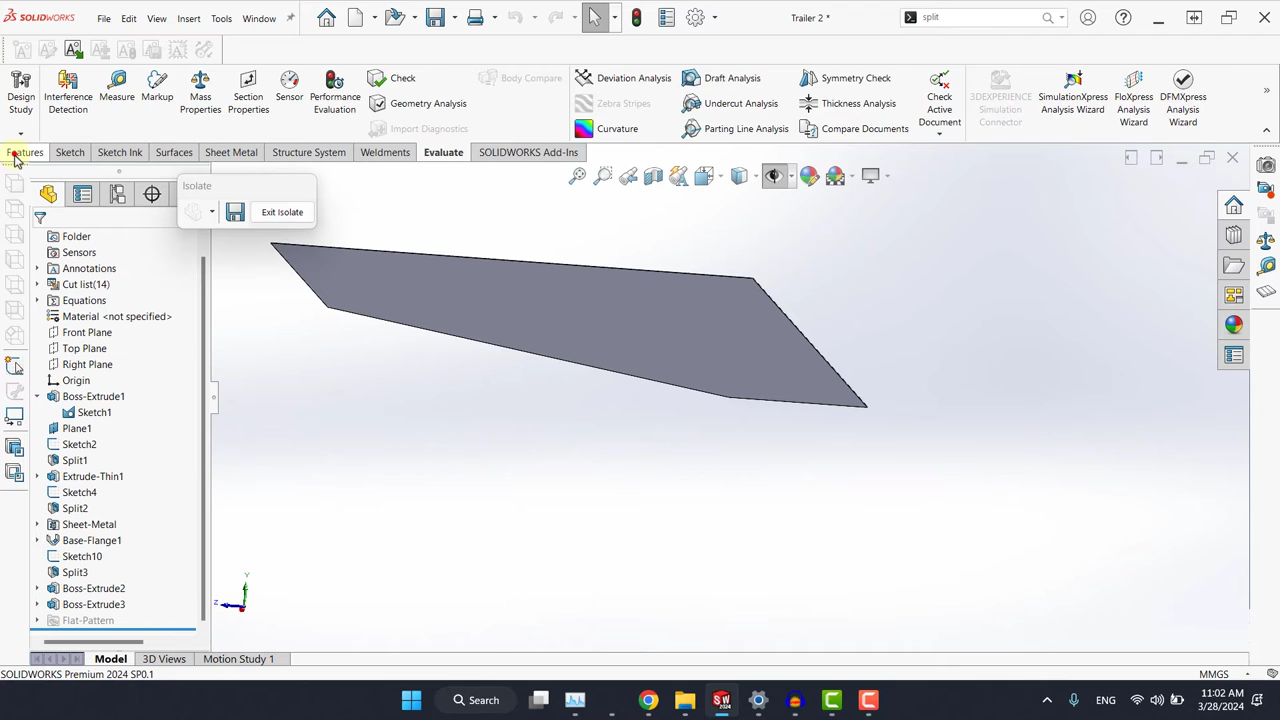 SOLIDWORKS File Edit View Insert Tools Window Trailer 2 * split
Design Study
Interference Detection
Measure
Markup
Mass Properties
Section Properties
Sensor
Performance Evaluation
Check
Geometry Analysis
Import Diagnostics
Body Compare
Deviation Analysis
Zebra Stripes
Curvature
Draft Analysis
Undercut Analysis
Parting Line Analysis
Symmetry Check
Thickness Analysis
Compare Documents
Check Active Document
3DEXPERIENCE Simulation Connector
SimulationXpress Analysis Wizard
FloXpress Analysis Wizard
DFMXpress Analysis Wizard
Features Sketch Sketch Ink Surfaces Sheet Metal Structure System Weldments Evaluate SOLIDWORKS Add-Ins
Isolate
Exit Isolate
Folder
Sensors
Annotations
Cut list(14)
Equations
Material <not specified>
Front Plane
Top Plane
Right Plane
Origin
Boss-Extrude1
Sketch1
Plane1
Sketch2
Split1
Extrude-Thin1
Sketch4
Split2
Sheet-Metal
Base-Flange1
Sketch10
Split3
Boss-Extrude2
Boss-Extrude3
Flat-Pattern
Y
Z
Model 3D Views Motion Study 1
SOLIDWORKS Premium 2024 SP0.1 MMGS
Search
SW 2024
ENG
11:02 AM
3/28/2024